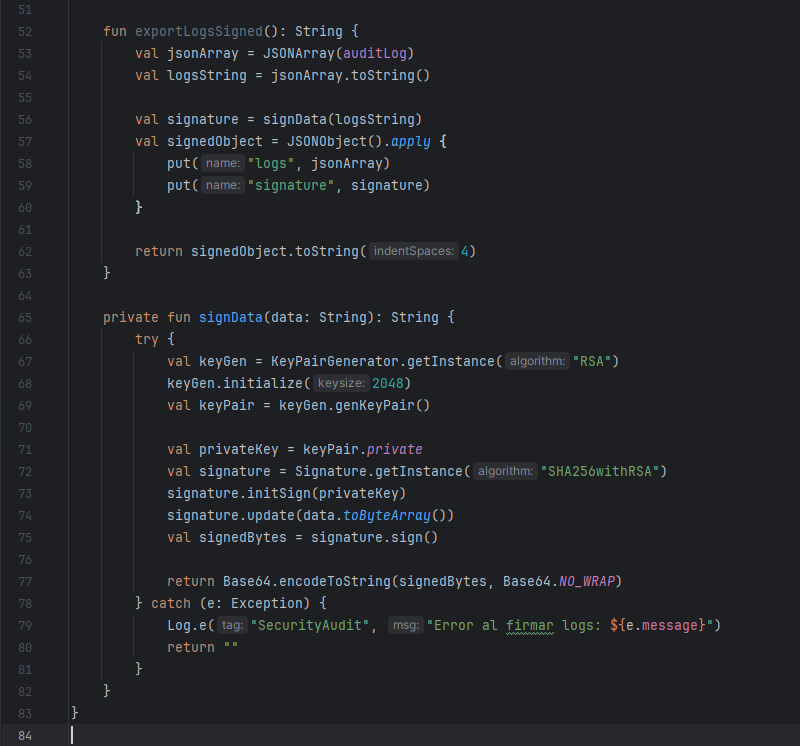 51
52 fun exportLogsSigned(): String {
53 val jsonArray = JSONArray(auditLog)
54 val logsString = jsonArray.toString()
55
56 val signature = signData(logsString)
57 val signedObject = JSONObject().apply {
58 put( name: "logs", jsonArray)
59 put( name: "signature", signature)
60 }
61
62 return signedObject.toString( indentSpaces: 4)
63 }
64
65 private fun signData(data: String): String {
66 try {
67 val keyGen = KeyPairGenerator.getInstance( algorithm: "RSA")
68 keyGen.initialize( keysize: 2048)
69 val keyPair = keyGen.genKeyPair()
70
71 val privateKey = keyPair.private
72 val signature = Signature.getInstance( algorithm: "SHA256withRSA")
73 signature.initSign(privateKey)
74 signature.update(data.toByteArray())
75 val signedBytes = signature.sign()
76
77 return Base64.encodeToString(signedBytes, Base64.NO_WRAP)
78 } catch (e: Exception) {
79 Log.e( tag: "SecurityAudit", msg: "Error al firmar logs: ${e.message}")
80 return ""
81 }
82 }
83 }
84